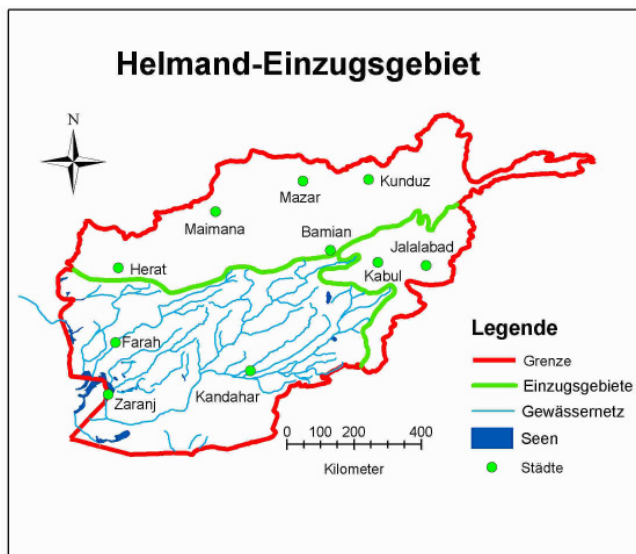 Helmand-Einzugsgebiet
N
Kunduz
Mazar
Maimana
Bamian
Jalalabad
Herat
Kabul
Farah
Zaranj
Kandahar
0 100 200 400
Kilometer
Legende
Grenze
Einzugsgebiete
Gewässernetz
Seen
Städte